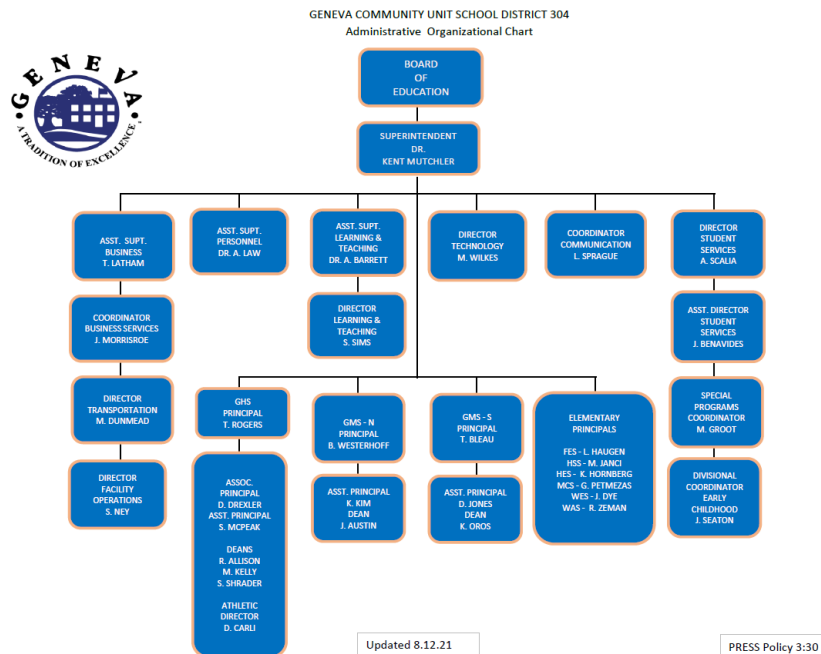 GENEVA COMMUNITY UNIT SCHOOL DISTRICT 304
Administrative Organizational Chart
GENEVA
A TRADITION OF EXCELLENCE
BOARD
OF
EDUCATION
SUPERINTENDENT
DR.
KENT MUTCHLER
ASST. SUPT.
BUSINESS
T. LATHAM
ASST. SUPT.
PERSONNEL
DR. A. LAW
ASST. SUPT.
LEARNING &
TEACHING
DR. A. BARRETT
DIRECTOR
TECHNOLOGY
M. WILKES
COORDINATOR
COMMUNICATION
L. SPRAGUE
DIRECTOR
STUDENT
SERVICES
A. SCALIA
COORDINATOR
BUSINESS SERVICES
J. MORRISROE
DIRECTOR
LEARNING &
TEACHING
S. SIMS
ASST. DIRECTOR
STUDENT
SERVICES
J. BENAVIDES
DIRECTOR
TRANSPORTATION
M. DUNMEAD
GHS
PRINCIPAL
T. ROGERS
GMS - N
PRINCIPAL
B. WESTERHOFF
GMS - S
PRINCIPAL
T. BLEAU
ELEMENTARY
PRINCIPALS
FES - L. HAUGEN
HSS - M. JANCI
HES - K. HORNBERG
MCS - G. PETMEZAS
WES - J. DYE
WAS - R. ZEMAN
SPECIAL
PROGRAMS
COORDINATOR
M. GROOT
DIRECTOR
FACILITY
OPERATIONS
S. NEY
ASSOC.
PRINCIPAL
D. DREXLER
ASST. PRINCIPAL
S. MCPEAK
DEANS
R. ALLISON
M. KELLY
S. SHRADER
ATHLETIC
DIRECTOR
D. CARLI
ASST. PRINCIPAL
K. KIM
DEAN
J. AUSTIN
ASST. PRINCIPAL
D. JONES
DEAN
K. OROS
DIVISIONAL
COORDINATOR
EARLY
CHILDHOOD
J. SEATON
Updated 8.12.21
PRESS Policy 3:30